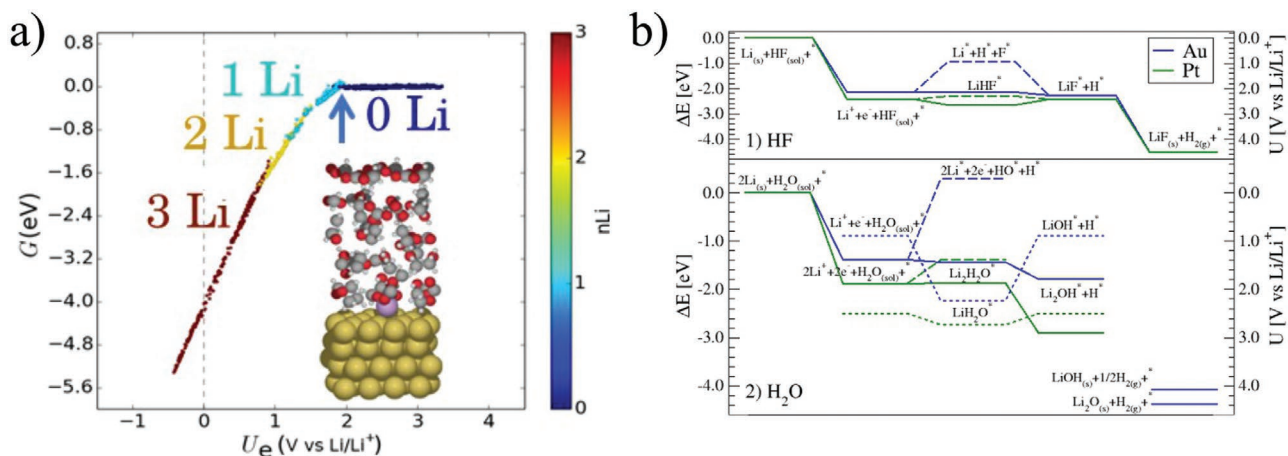 a)
0.8
0.0
−0.8
−1.6
−2.4
−3.2
−4.0
−4.8
−5.6
G(eV)
1 Li
2 Li
0 Li
3 Li
−1 0 1 2 3 4
U_e (V vs Li/Li⁺)
3
2
1
0
nLi
b)
0.0
-1.0
-2.0
-3.0
-4.0
ΔE [eV]
Li(s)+HF(sol)+*
Li*+H*+F*
LiHF*
LiF*+H*
Li⁺+e⁻+HF(sol)+*
LiF(s)+H2(g)+*
Au
Pt
1) HF
0.0
1.0
2.0
3.0
4.0
U [V vs Li/Li⁺]
0.0
-1.0
-2.0
-3.0
-4.0
ΔE [eV]
2Li(s)+H2O(sol)+*
2Li*+2e⁻+HO*+H*
Li⁺+e⁻+H2O(sol)+*
LiOH*+H*
2Li⁺+2e⁻+H2O(sol)+*
Li2H2O*
Li2OH*+H*
LiH2O*
LiOH(s)+1/2H2(g)+*
Li2O(s)+H2(g)+*
2) H2O
0.0
1.0
2.0
3.0
4.0
U [V vs Li/Li⁺]